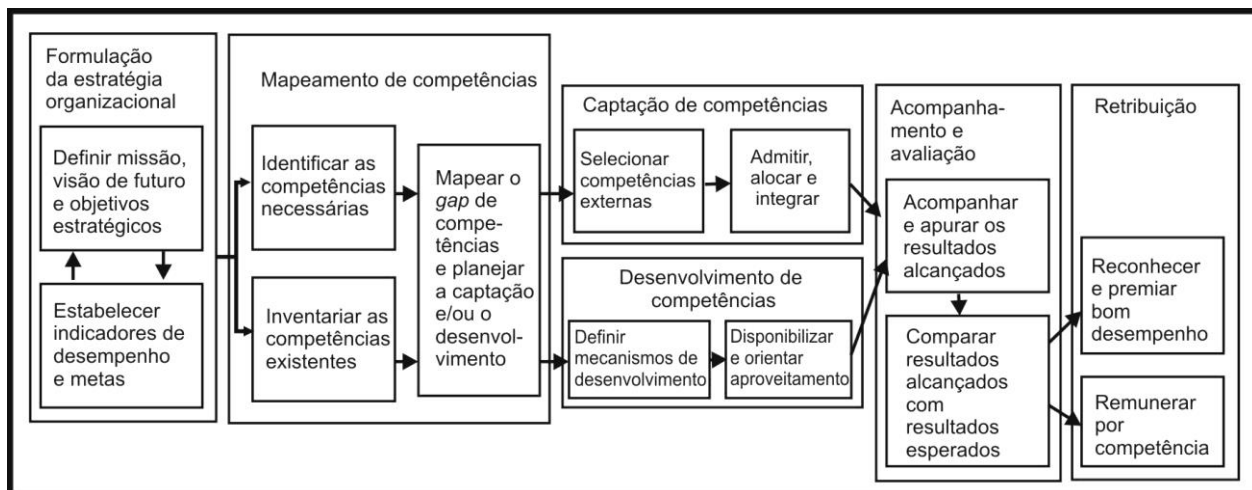 Formulação
da estratégia
organizacional
Definir missão,
visão de futuro
e objetivos
estratégicos
Estabelecer
indicadores de
desempenho
e metas
Mapeamento de competências
Identificar as
competências
necessárias
Inventariar as
competências
existentes
Mapear o
gap de
compe-
tências
e planejar
a captação
e/ou o
desenvol-
vimento
Captação de competências
Selecionar
competências
externas
Admitir,
alocar e
integrar
Desenvolvimento de
competências
Definir
mecanismos de
desenvolvimento
Disponibilizar
e orientar
aproveitamento
Acompanha-
mento e
avaliação
Acompanhar
e apurar os
resultados
alcançados
Comparar
resultados
alcançados
com
resultados
esperados
Retribuição
Reconhecer
e premiar
bom
desempenho
Remunerar
por
competência